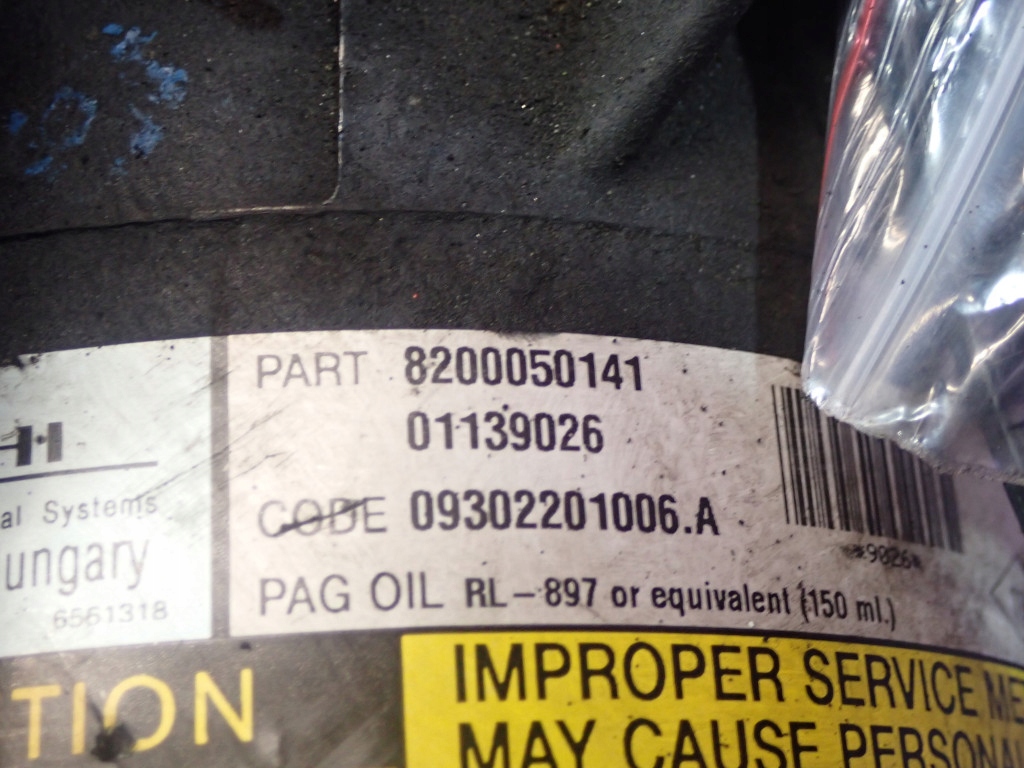 PART 8200050141
01139026
CODE 09302201006.A
PAG OIL RL-897 or equivalent (150 ml.)
H
al Systems
ungary
6561318
TION
IMPROPER SERVICE ME
MAY CAUSE PERSONA